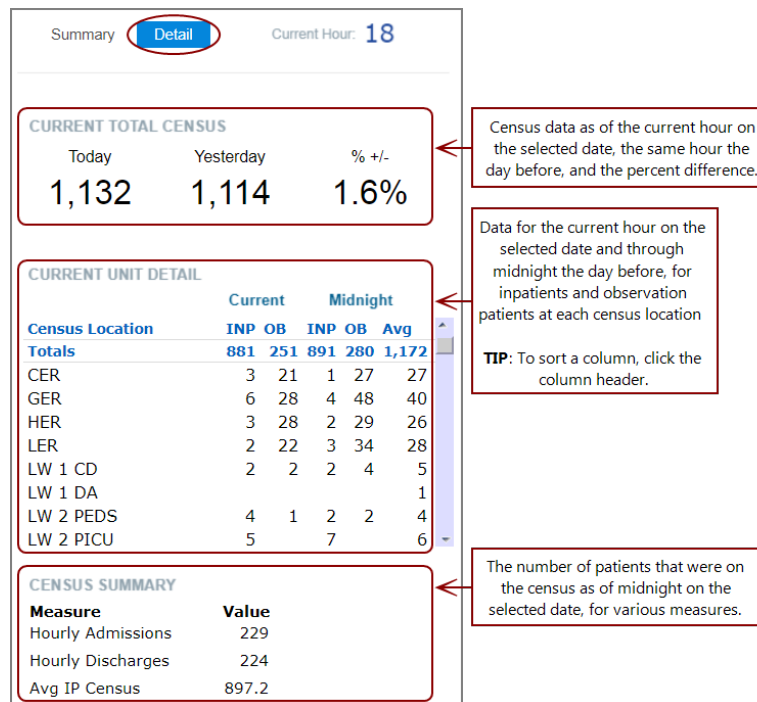 Summary Detail Current Hour: 18
CURRENT TOTAL CENSUS
Today Yesterday % +/-
1,132 1,114 1.6%
Census data as of the current hour on
the selected date, the same hour the
day before, and the percent difference.
CURRENT UNIT DETAIL
Current Midnight
Census Location INP OB INP OB Avg
Totals 881 251 891 280 1,172
CER 3 21 1 27 27
GER 6 28 4 48 40
HER 3 28 2 29 26
LER 2 22 3 34 28
LW 1 CD 2 2 2 4 5
LW 1 DA 1
LW 2 PEDS 4 1 2 2 4
LW 2 PICU 5 7 6
Data for the current hour on the
selected date and through
midnight the day before, for
inpatients and observation
patients at each census location
TIP: To sort a column, click the
column header.
CENSUS SUMMARY
Measure Value
Hourly Admissions 229
Hourly Discharges 224
Avg IP Census 897.2
The number of patients that were on
the census as of midnight on the
selected date, for various measures.